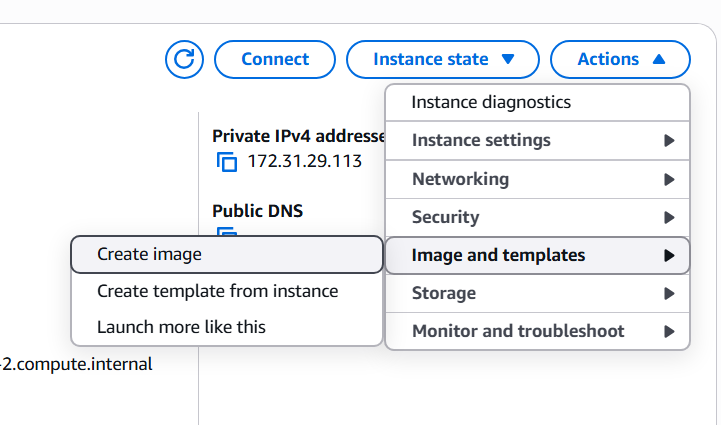 Connect
Instance state
Actions
Instance diagnostics
Private IPv4 addresse
Instance settings
172.31.29.113
Networking
Public DNS
Security
Create image
Image and templates
Create template from instance
Storage
Launch more like this
Monitor and troubleshoot
-2.compute.internal